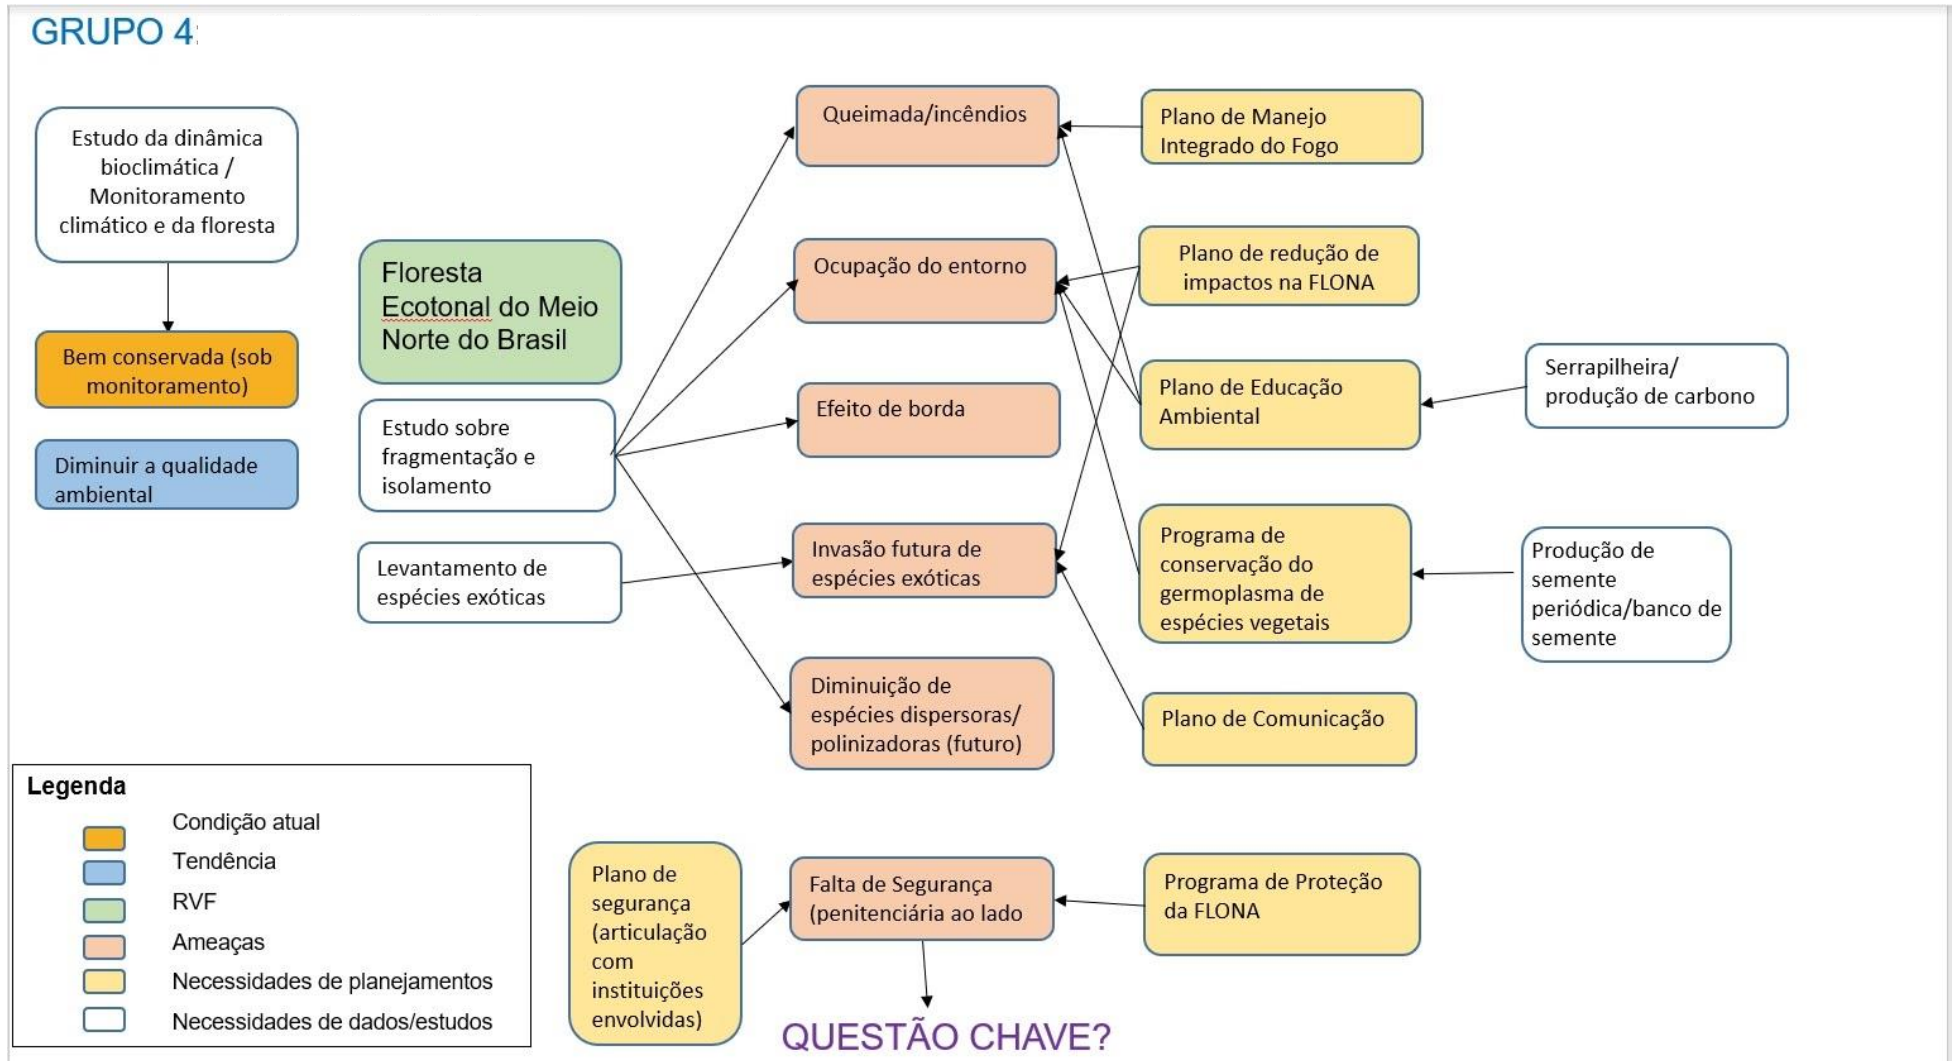 GRUPO 4:
Estudo da dinâmica
bioclimática /
Monitoramento
climático e da floresta
Bem conservada (sob
monitoramento)
Diminuir a qualidade
ambiental
Floresta
Ecotonal do Meio
Norte do Brasil
Estudo sobre
fragmentação e
isolamento
Levantamento de
espécies exóticas
Queimada/incêndios
Ocupação do entorno
Efeito de borda
Invasão futura de
espécies exóticas
Diminuição de
espécies dispersoras/
polinizadoras (futuro)
Plano de Manejo
Integrado do Fogo
Plano de redução de
impactos na FLONA
Plano de Educação
Ambiental
Programa de
conservação do
germoplasma de
espécies vegetais
Plano de Comunicação
Serrapilheira/
produção de carbono
Produção de
semente
periódica/banco de
semente
Legenda
Condição atual
Tendência
RVF
Ameaças
Necessidades de planejamentos
Necessidades de dados/estudos
Plano de
segurança
(articulação
com
instituições
envolvidas)
Falta de Segurança
(penitenciária ao lado
Programa de Proteção
da FLONA
QUESTÃO CHAVE?